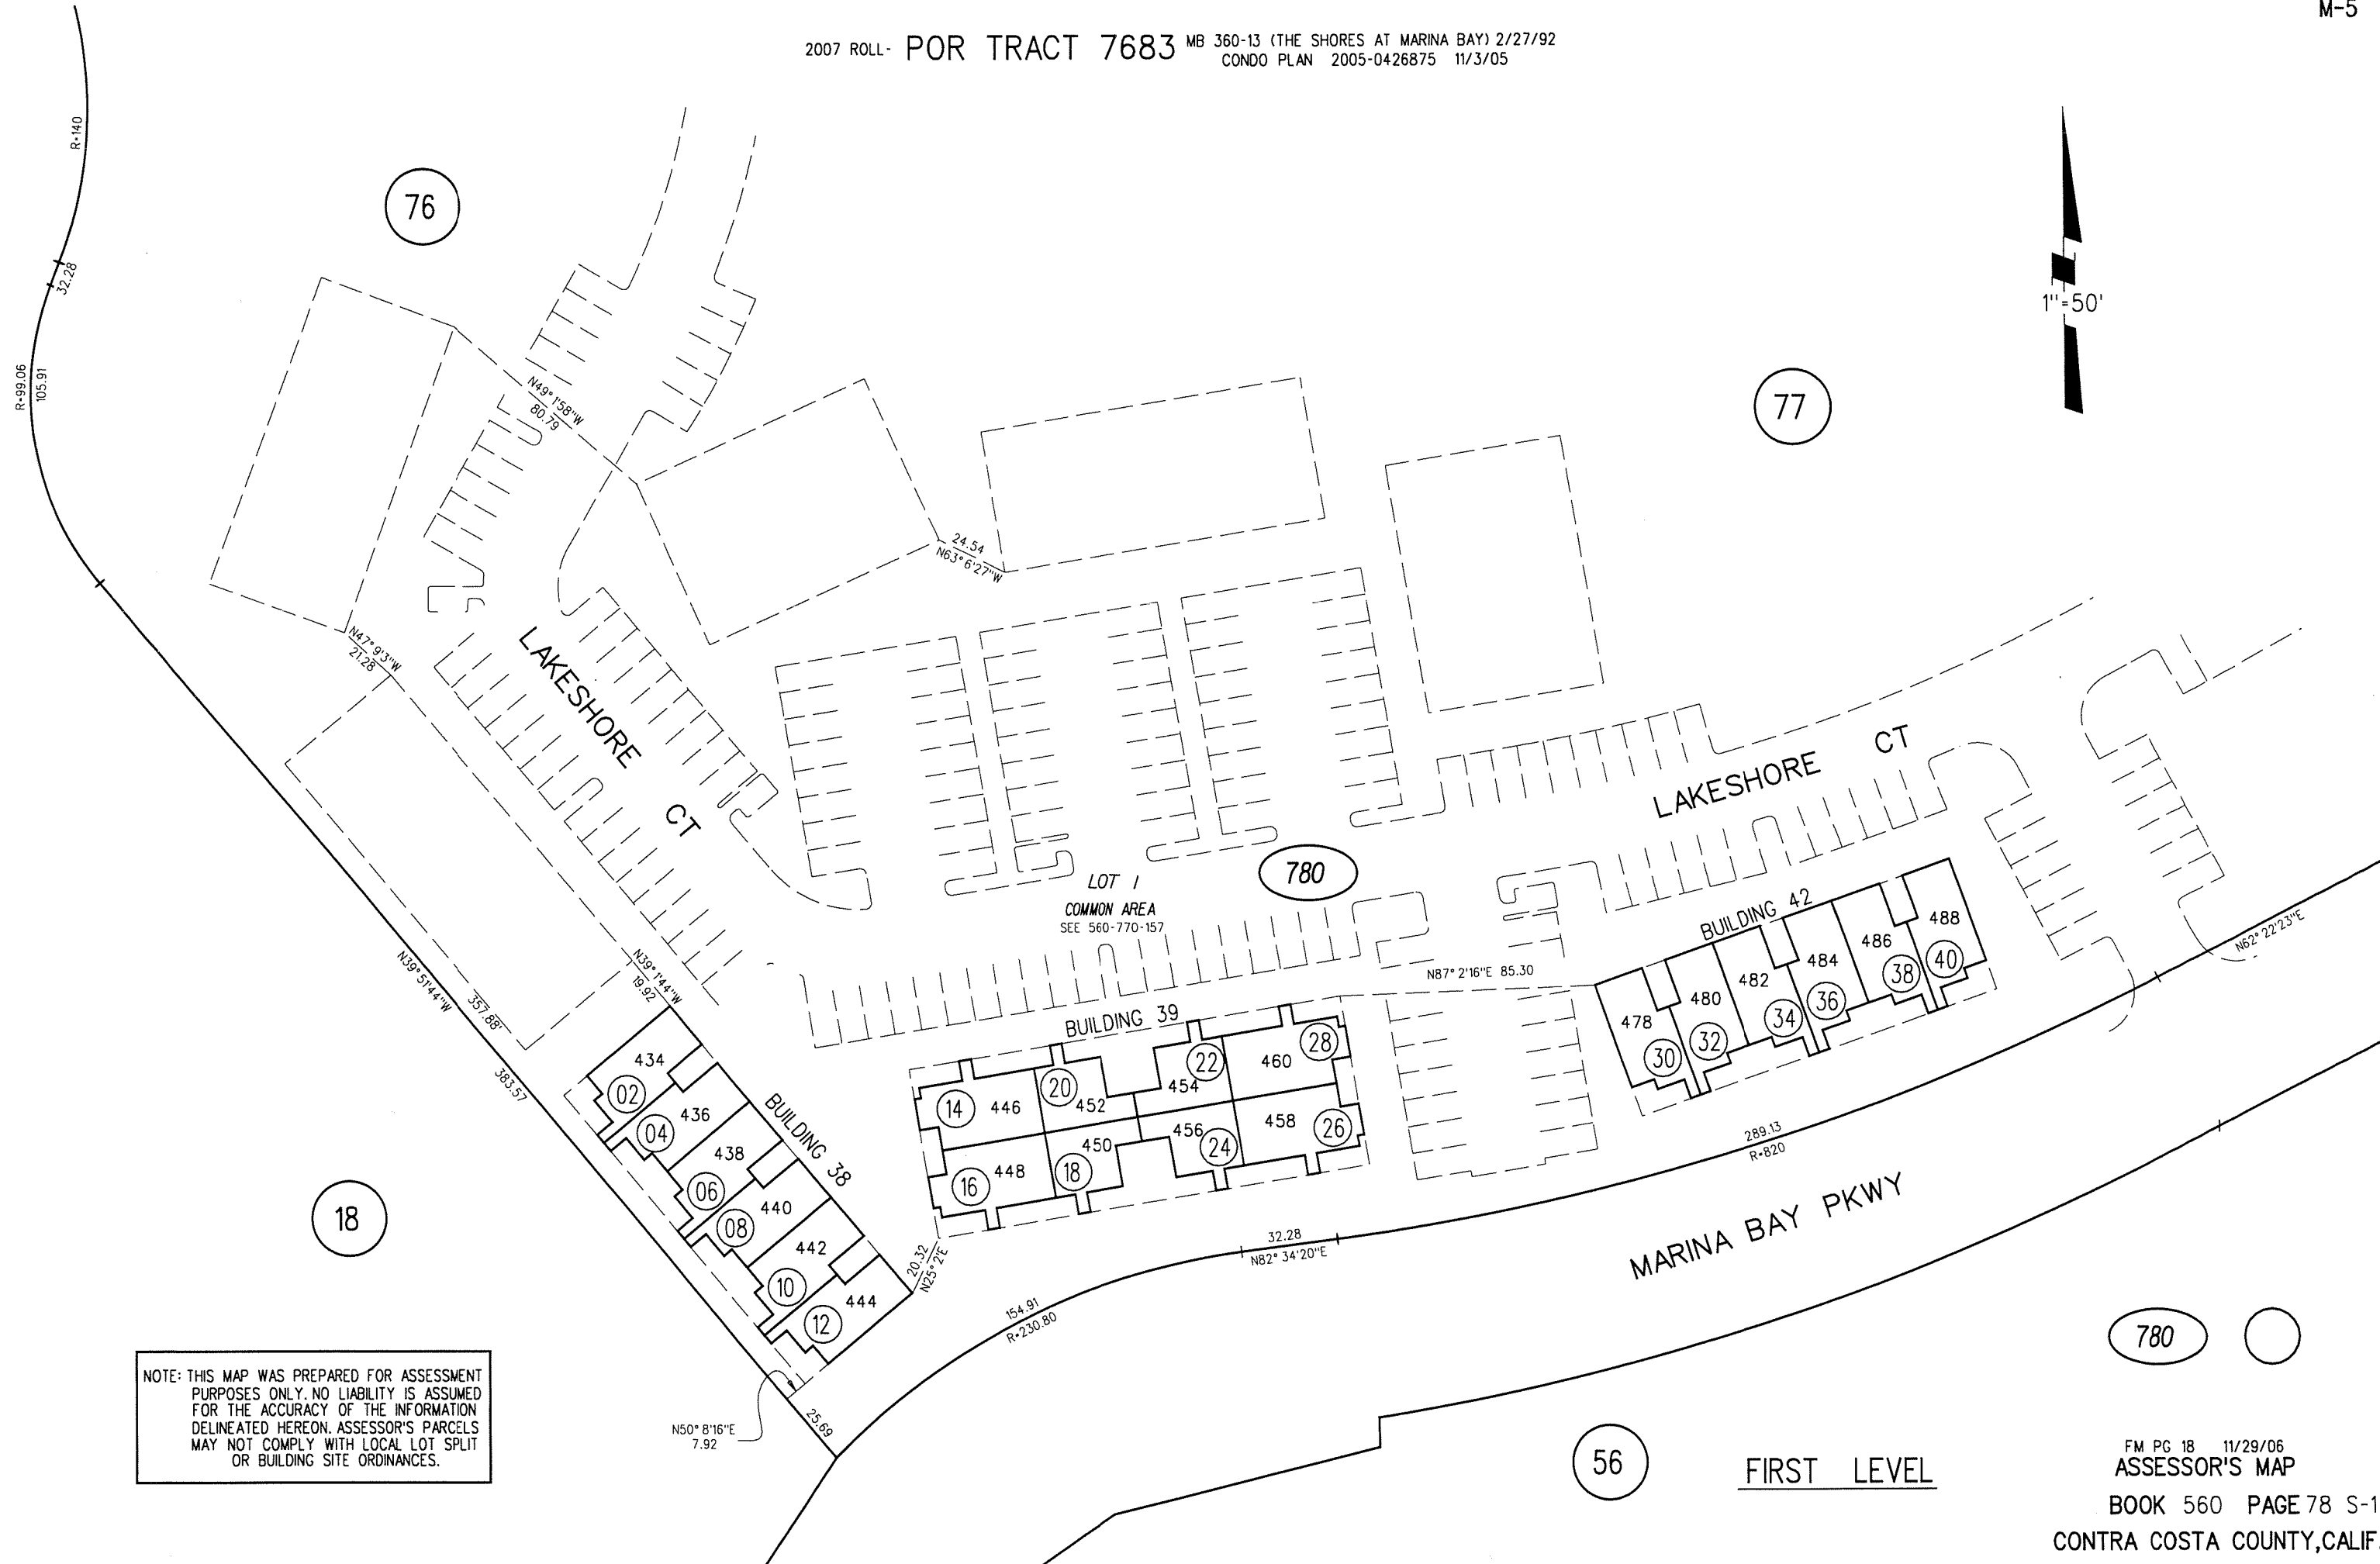 M-5
2007 ROLL- POR TRACT 7683 MB 360-13 (THE SHORES AT MARINA BAY) 2/27/92
CONDO PLAN 2005-0426875 11/3/05
R=140
76
32.28
1"=50'
R=99.06
105.91
N49°1'58"W
80.79
77
24.54
N63°6'27"W
N47°9'3"W
21.28
LAKESHORE
CT
LAKESHORE CT
780
LOT 1
COMMON AREA
SEE 560-770-157
N39°51'44"W
357.88'
383.57
N39°1'44"W
19.92
N87°2'16"E 85.30
N62°22'23"E
BUILDING 38
434
02
436
04
438
06
440
08
442
10
444
12
BUILDING 39
14
446
20
452
454
22
460
28
16
448
18
450
456
24
458
26
BUILDING 42
478
30
480
32
482
34
484
36
486
38
488
40
289.13
R=820
18
20.32
N25°2'E
32.28
N82°34'20"E
154.91
R=230.80
MARINA BAY PKWY
N50°8'16"E
7.92
25.69
NOTE: THIS MAP WAS PREPARED FOR ASSESSMENT
PURPOSES ONLY. NO LIABILITY IS ASSUMED
FOR THE ACCURACY OF THE INFORMATION
DELINEATED HEREON. ASSESSOR'S PARCELS
MAY NOT COMPLY WITH LOCAL LOT SPLIT
OR BUILDING SITE ORDINANCES.
780
56
FIRST LEVEL
FM PG 18 11/29/06
ASSESSOR'S MAP
BOOK 560 PAGE 78 S-1
CONTRA COSTA COUNTY, CALIF